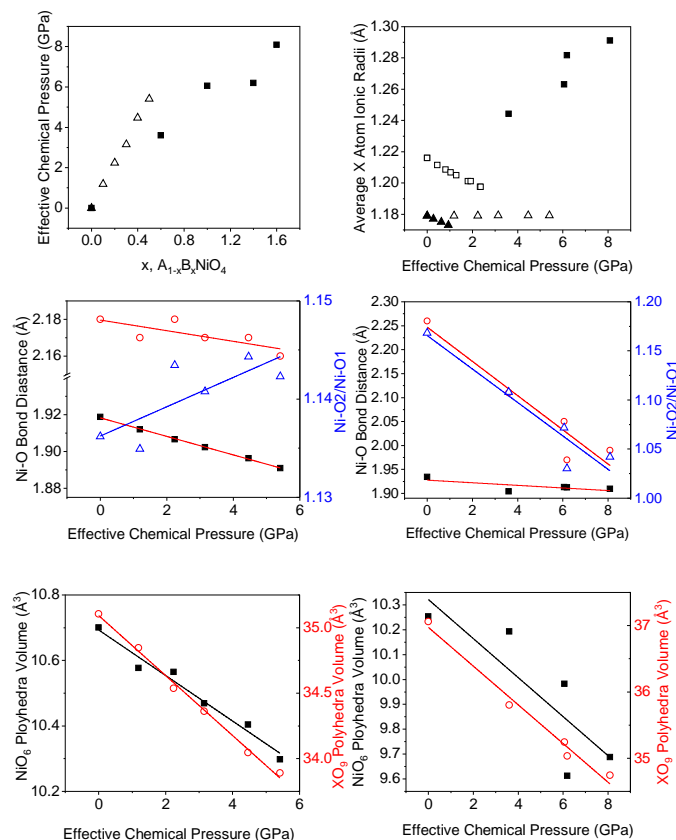 Effective Chemical Pressure (GPa)
8
6
4
2
0
0.0 0.4 0.8 1.2 1.6
x, A1-xBxNiO4
Average X Atom Ionic Radii (Å)
1.30
1.28
1.26
1.24
1.22
1.20
1.18
0 2 4 6 8
Effective Chemical Pressure (GPa)
Ni-O Bond Diastance (Å)
2.18
2.16
1.92
1.90
1.88
0 2 4 6
Effective Chemical Pressure (GPa)
1.15
1.14
1.13
Ni-O2/Ni-O1
Ni-O Bond Distance (Å)
2.30
2.25
2.20
2.15
2.10
2.05
2.00
1.95
1.90
0 2 4 6 8
Effective Chemical Pressure (GPa)
1.20
1.15
1.10
1.05
1.00
Ni-O2/Ni-O1
NiO6 Ployhedra Volume (Å3)
10.8
10.6
10.4
10.2
0 2 4 6
Effective Chemical Pressure (GPa)
35.0
34.5
34.0
XO9 Polyhedra Volume (Å3)
NiO6 Ployhedra Volume (Å3)
10.3
10.2
10.1
10.0
9.9
9.8
9.7
9.6
0 2 4 6 8
Effective Chemical Pressure (GPa)
37
36
35
XO9 Polyhedra Volume (Å3)